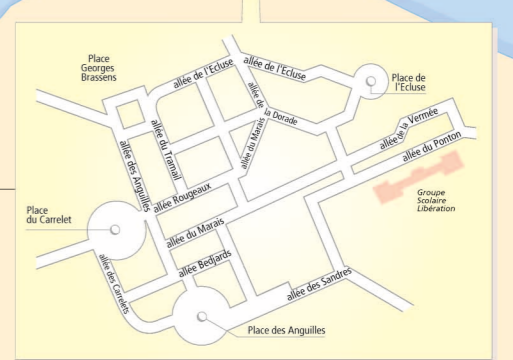 Place
Georges
Brassens
allée de l'Ecluse
allée de l'Ecluse
Place de
l'Ecluse
allée de
la Dorade
allée de la Vermée
allée du Ponton
allée du Tramail
allée du Marais
allée des Anguilles
Groupe
Scolaire
Libération
allée Rougeaux
Place
du Carrelet
allée du Marais
allée Bedjards
allée des Carrelets
allée des Sandres
Place des Anguilles